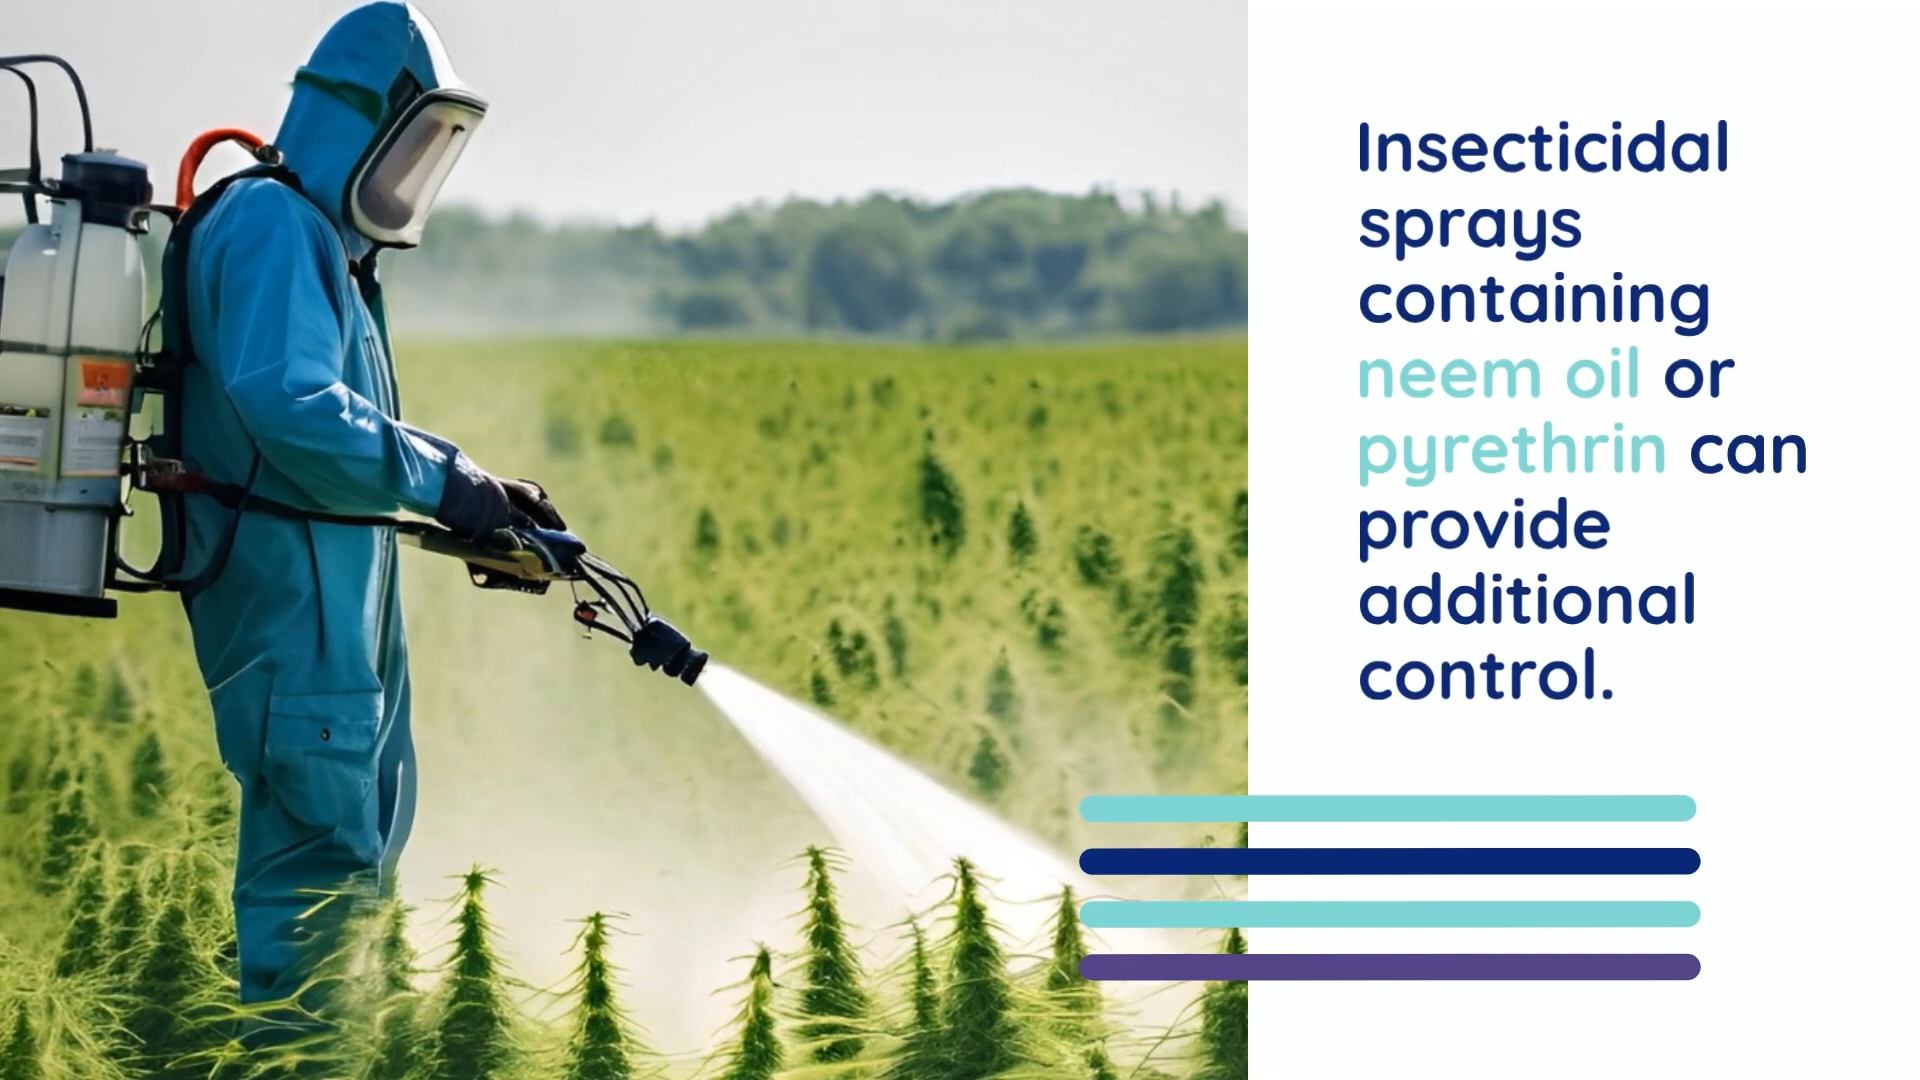 Insecticidal
sprays
containing
neem oil or
pyrethrin can
provide
additional
control.